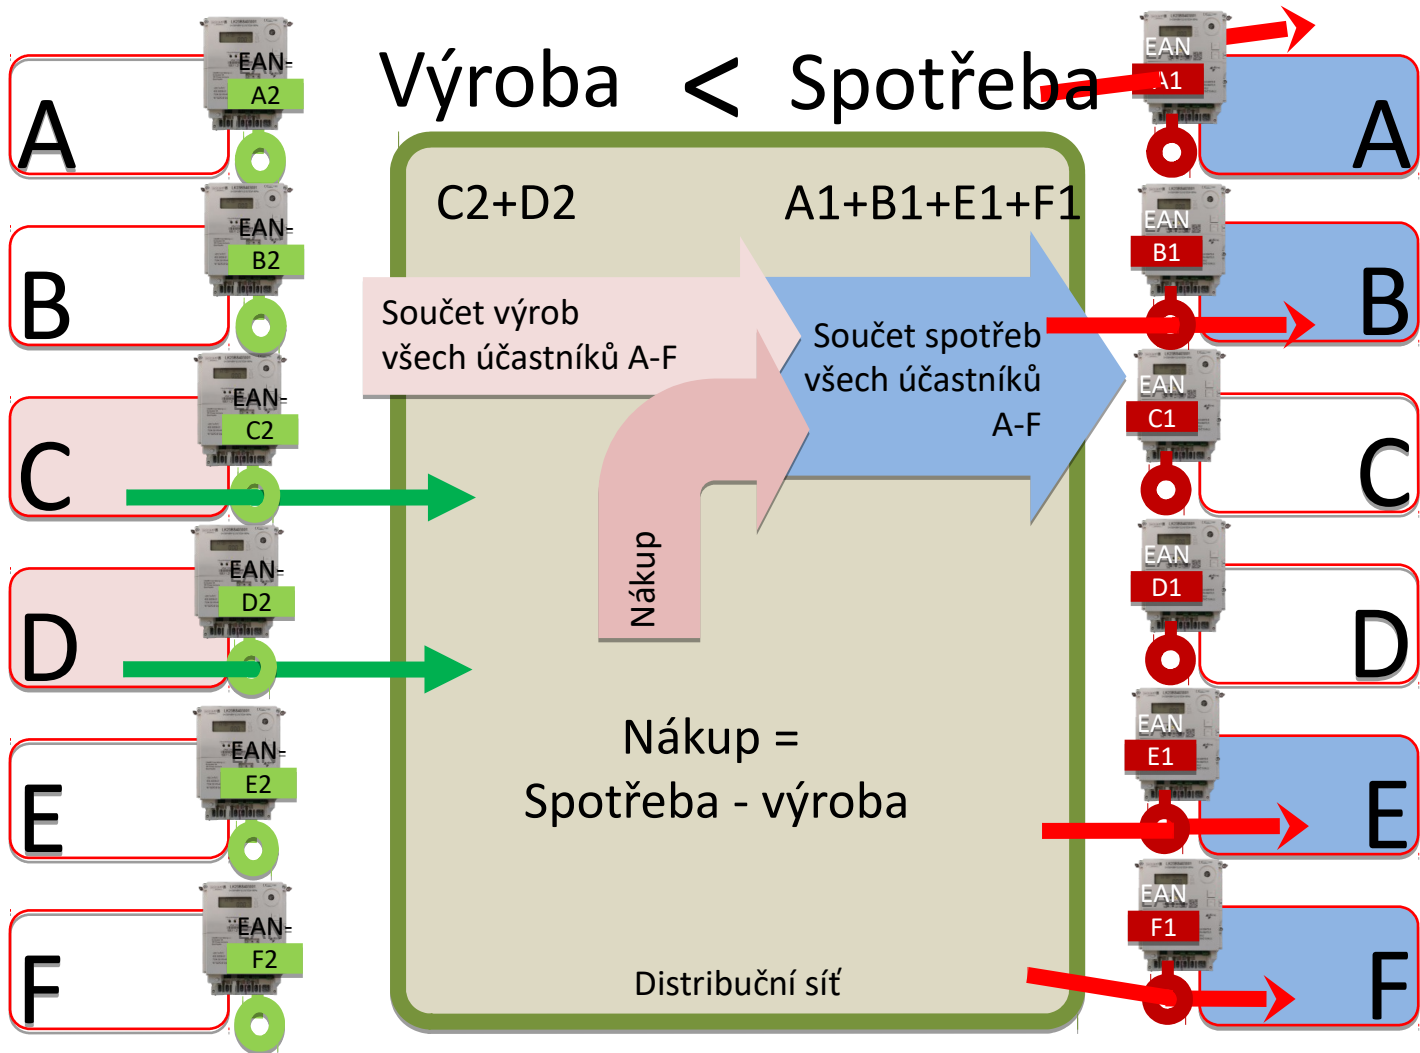 Výroba < Spotřeba
C2+D2
A1+B1+E1+F1
Součet výrob
všech účastníků A-F
Součet spotřeb
všech účastníků
A-F
Nákup
Nákup =
Spotřeba - výroba
Distribuční síť
A
EAN-
A2
B
EAN-
B2
C
EAN-
C2
D
EAN-
D2
E
EAN-
E2
F
EAN-
F2
EAN
A1
A
EAN
B1
B
EAN
C1
C
EAN
D1
D
EAN
E1
E
EAN
F1
F